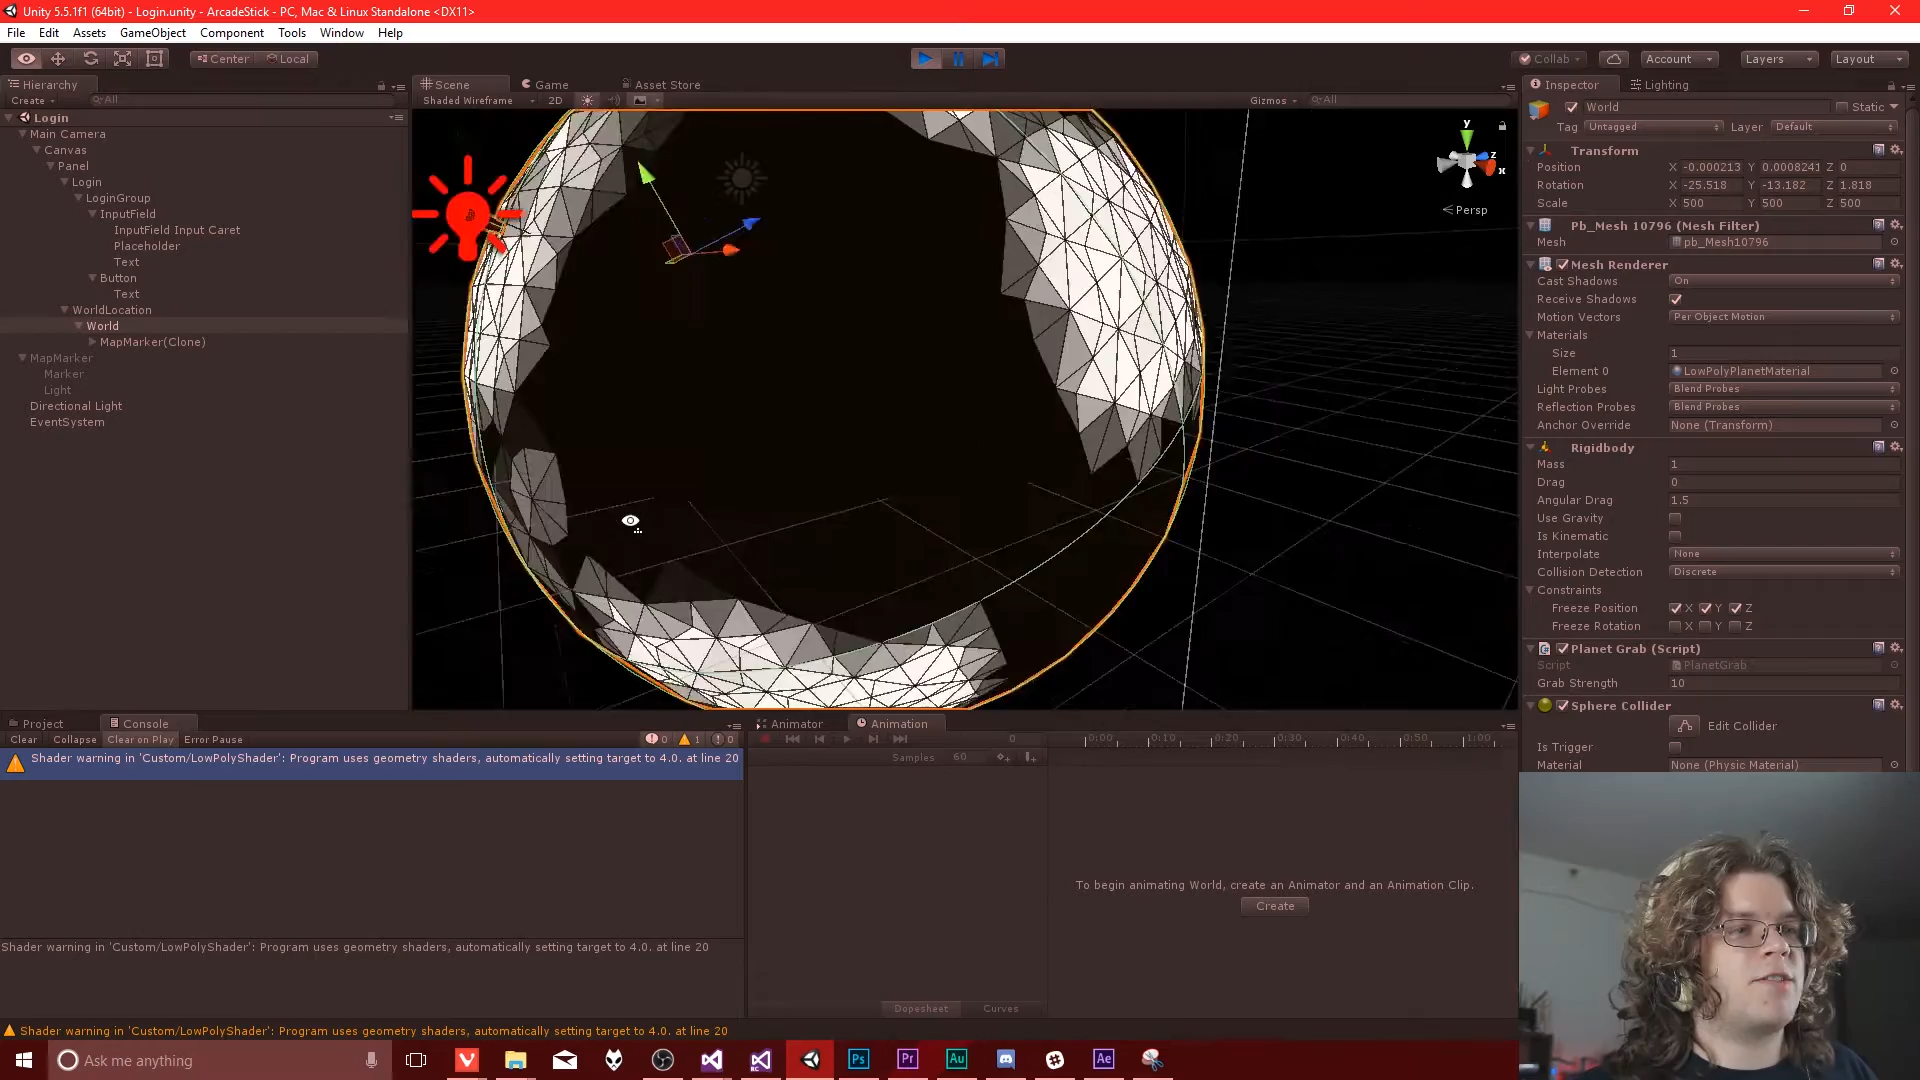 Unity 5.5.1f1 (64bit) - Login.unity - ArcadeStick - PC, Mac & Linux Standalone <DX11>
File Edit Assets GameObject Component Tools Window Help
Center Local Collab Account Layers Layout
Hierarchy Scene Game Asset Store Inspector Lighting
Create All Shaded Wireframe 2D Gizmos All
World Static
Tag Untagged Layer Default
Login
Main Camera
Canvas
Panel
Login
LoginGroup
InputField
InputField Input Caret
Placeholder
Text
Button
Text
WorldLocation
World
MapMarker(Clone)
MapMarker
Marker
Light
Directional Light
EventSystem
y
z
x
Persp
Transform
Position X -0.000213 Y 0.0008241 Z 0
Rotation X -25.518 Y -13.182 Z 1.818
Scale X 500 Y 500 Z 500
Pb_Mesh 10796 (Mesh Filter)
Mesh pb_Mesh10796
Mesh Renderer
Cast Shadows On
Receive Shadows
Motion Vectors Per Object Motion
Materials
Size 1
Element 0 LowPolyPlanetMaterial
Light Probes Blend Probes
Reflection Probes Blend Probes
Anchor Override None (Transform)
Rigidbody
Mass 1
Drag 0
Angular Drag 1.5
Use Gravity
Is Kinematic
Interpolate None
Collision Detection Discrete
Constraints
Freeze Position X Y Z
Freeze Rotation X Y Z
Planet Grab (Script)
Script PlanetGrab
Grab Strength 10
Sphere Collider
Edit Collider
Is Trigger
Material None (Physic Material)
Project Console Animator Animation
Clear Collapse Clear on Play Error Pause 0 1 0
0 0:00 0:10 0:20 0:30 0:40 0:50 1:00
Samples 60
Shader warning in 'Custom/LowPolyShader': Program uses geometry shaders, automatically setting target to 4.0. at line 20
To begin animating World, create an Animator and an Animation Clip.
Create
Shader warning in 'Custom/LowPolyShader': Program uses geometry shaders, automatically setting target to 4.0. at line 20
Dopesheet Curves
Shader warning in 'Custom/LowPolyShader': Program uses geometry shaders, automatically setting target to 4.0. at line 20
Ask me anything
Ps Pr Au Ae